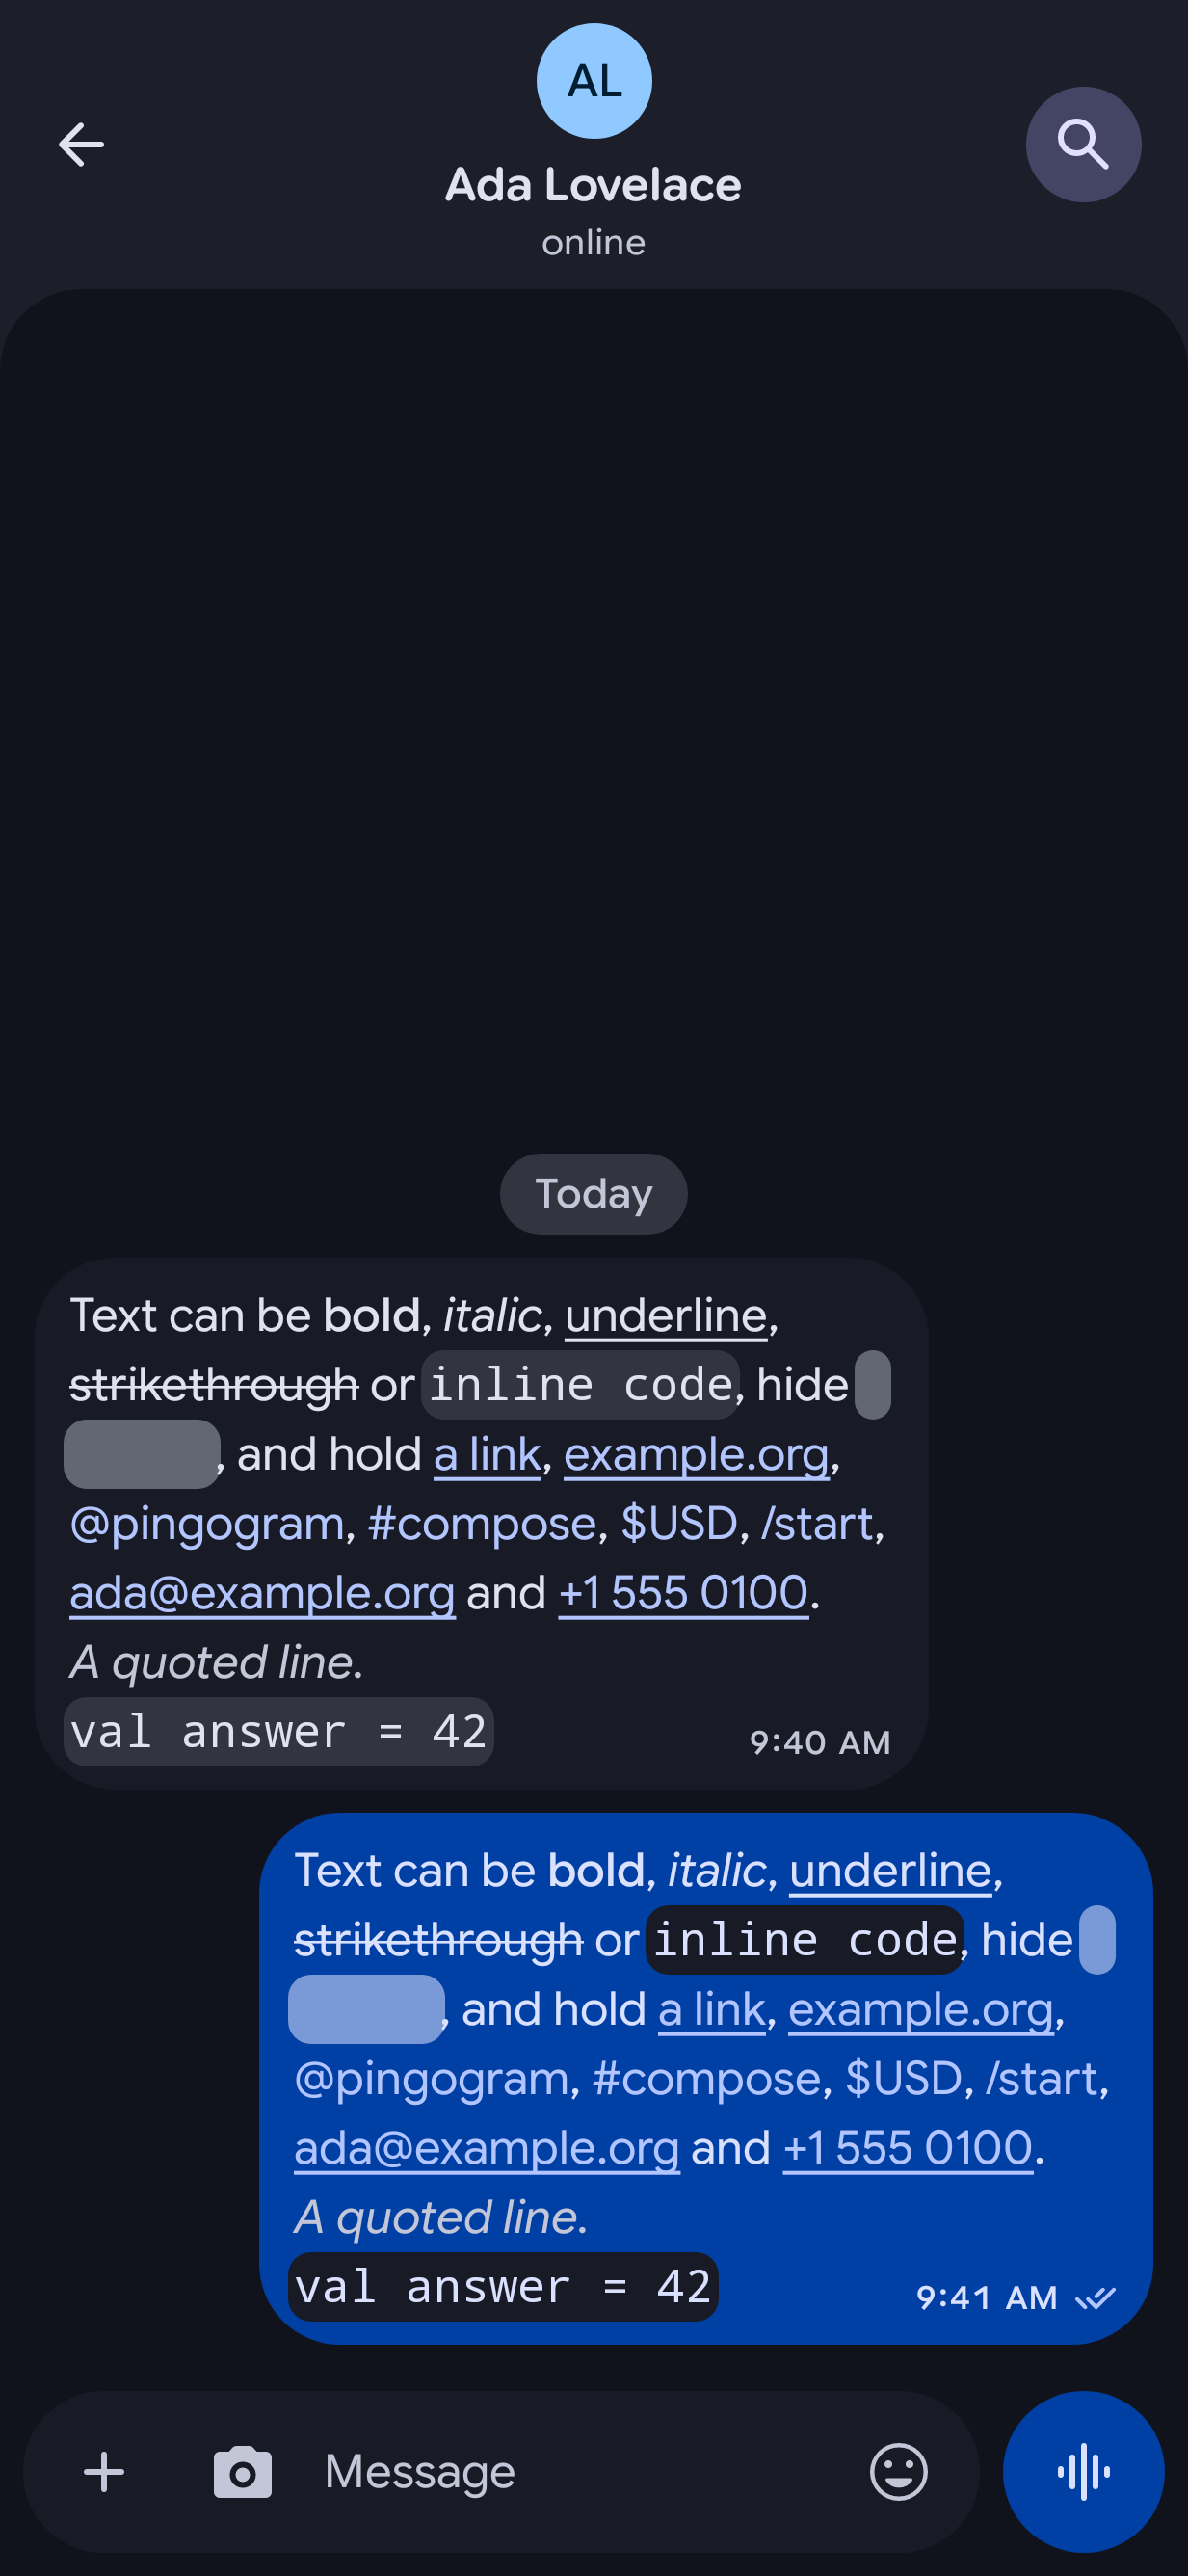 AL
Ada Lovelace
online
Today
Text can be bold, italic, underline,
strikethrough or inline code, hide
, and hold a link, example.org,
@pingogram, #compose, $USD, /start,
ada@example.org and +1 555 0100.
A quoted line.
val answer = 42
9:40 AM
Text can be bold, italic, underline,
strikethrough or inline code, hide
, and hold a link, example.org,
@pingogram, #compose, $USD, /start,
ada@example.org and +1 555 0100.
A quoted line.
val answer = 42
9:41 AM
Message